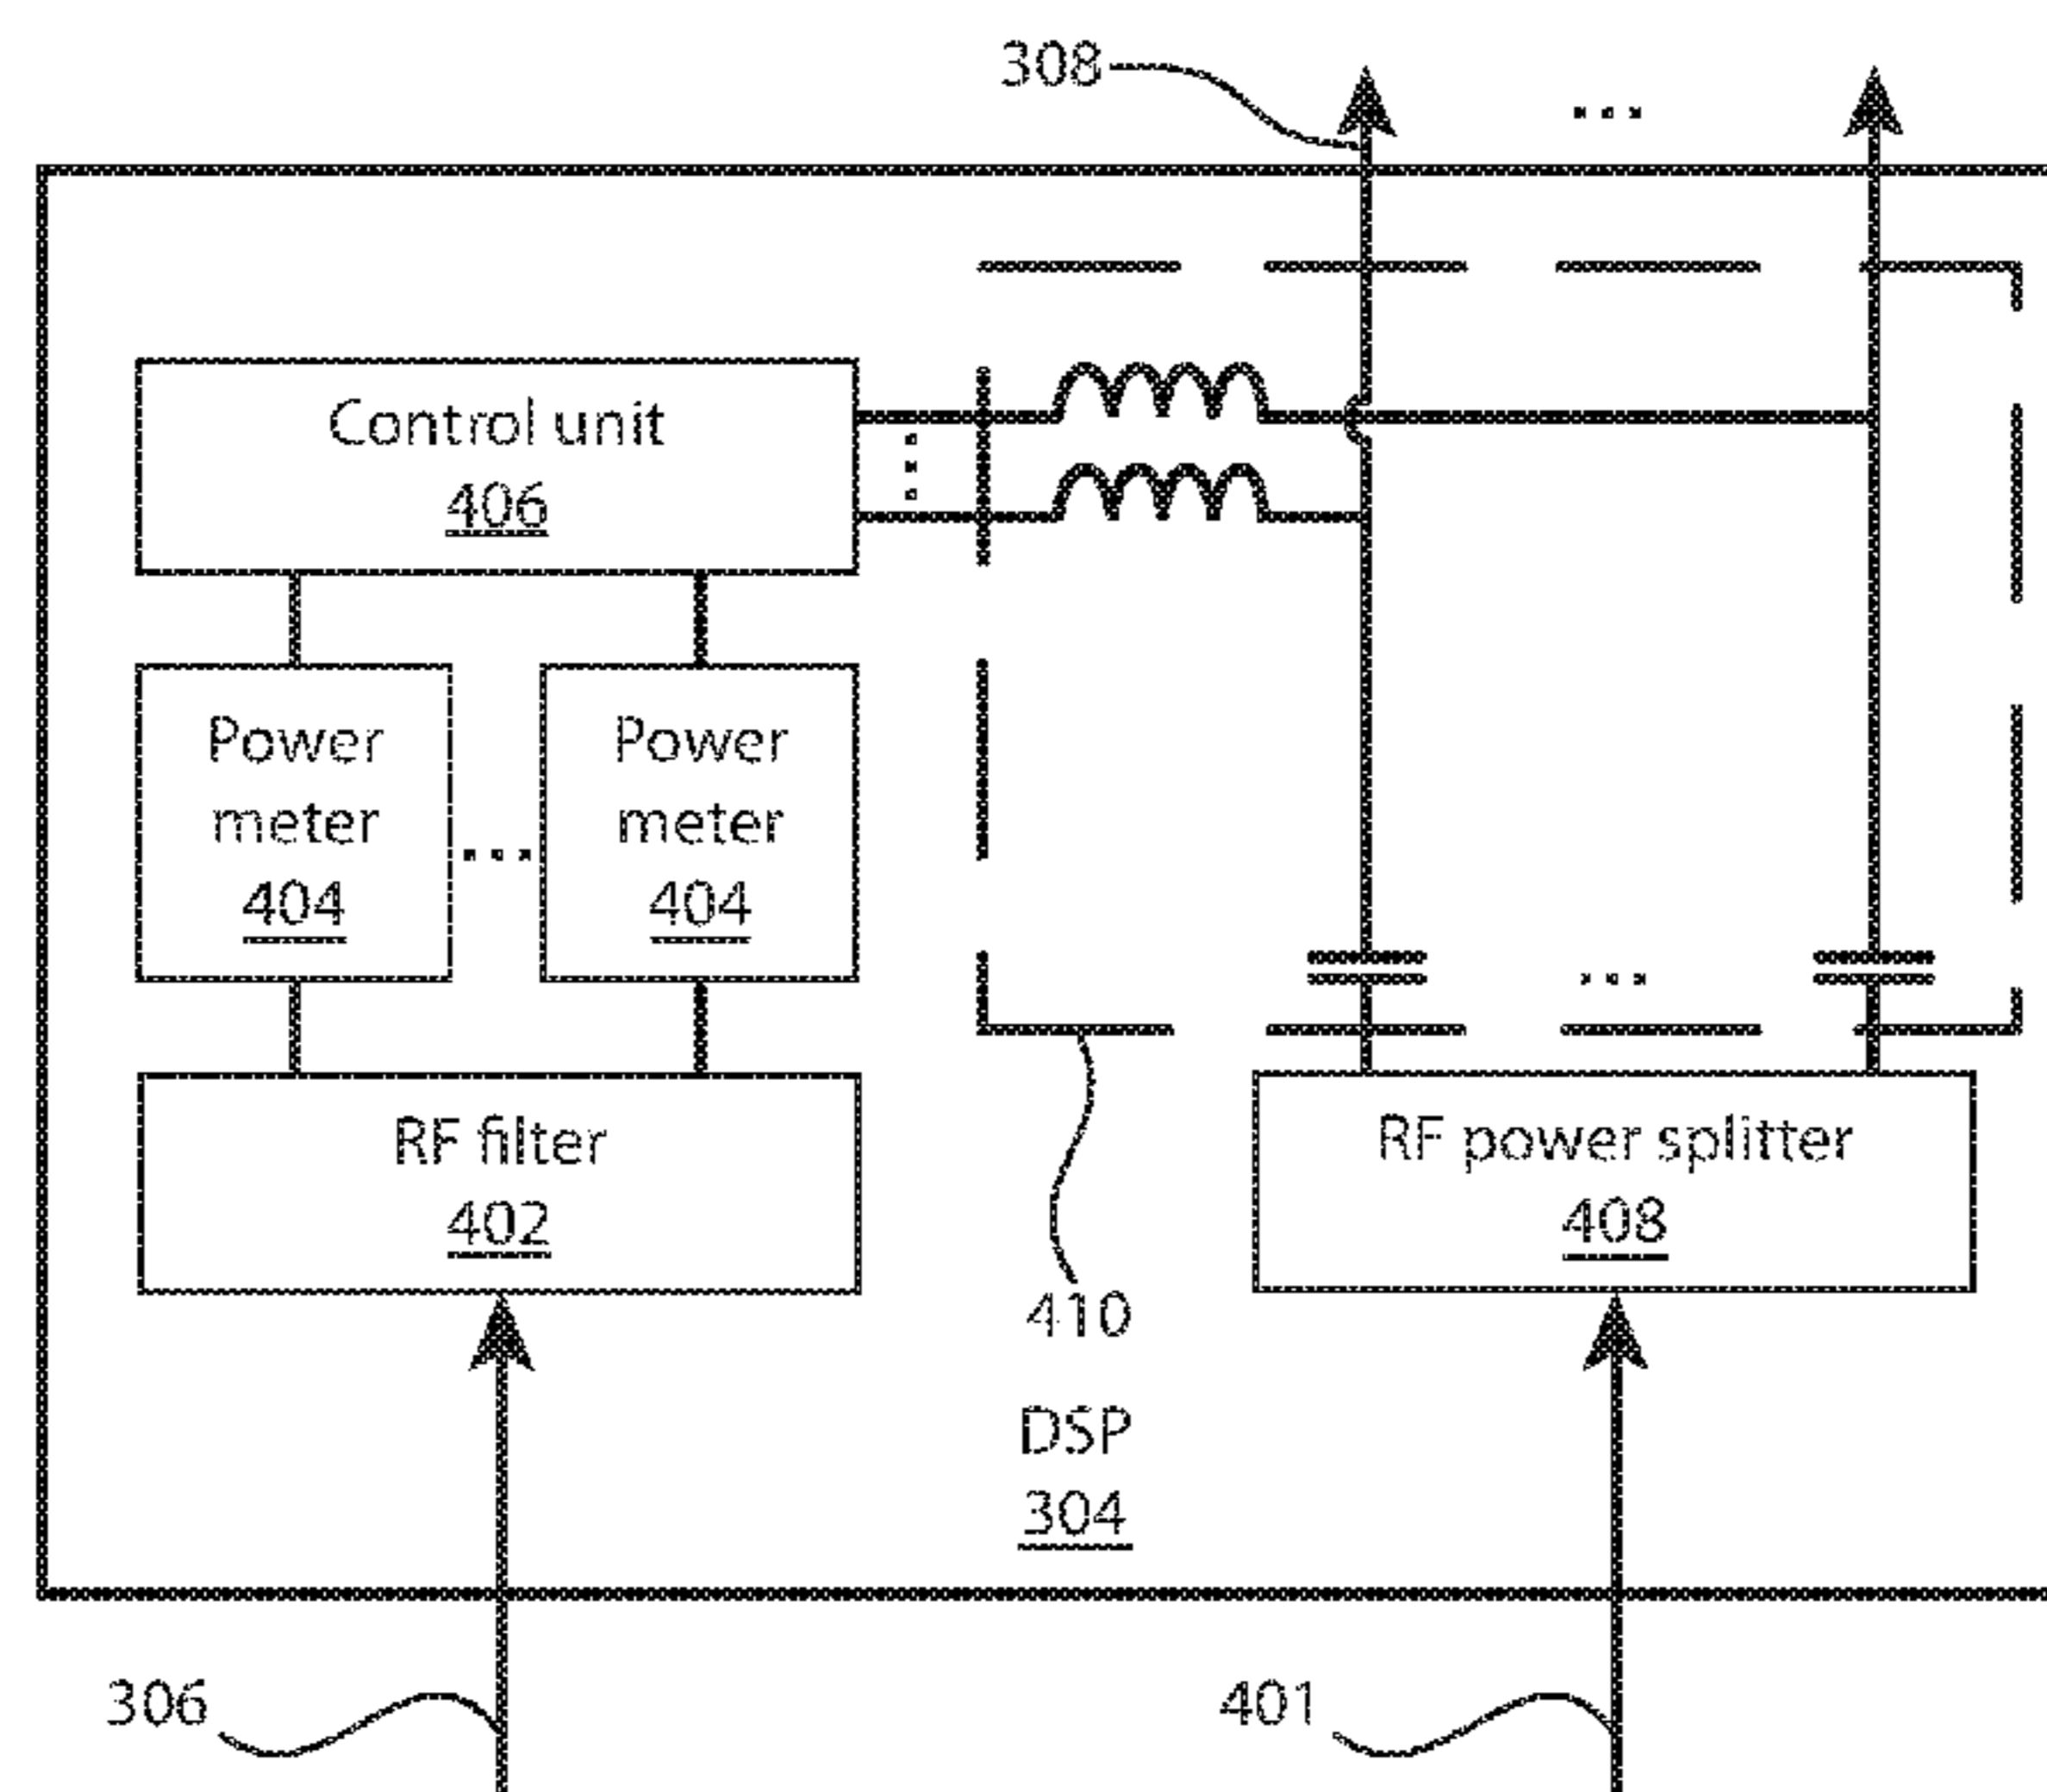 308
Control unit
406
Power
meter
404
Power
meter
404
RF filter
402
RF power splitter
408
410
DSP
304
306
401